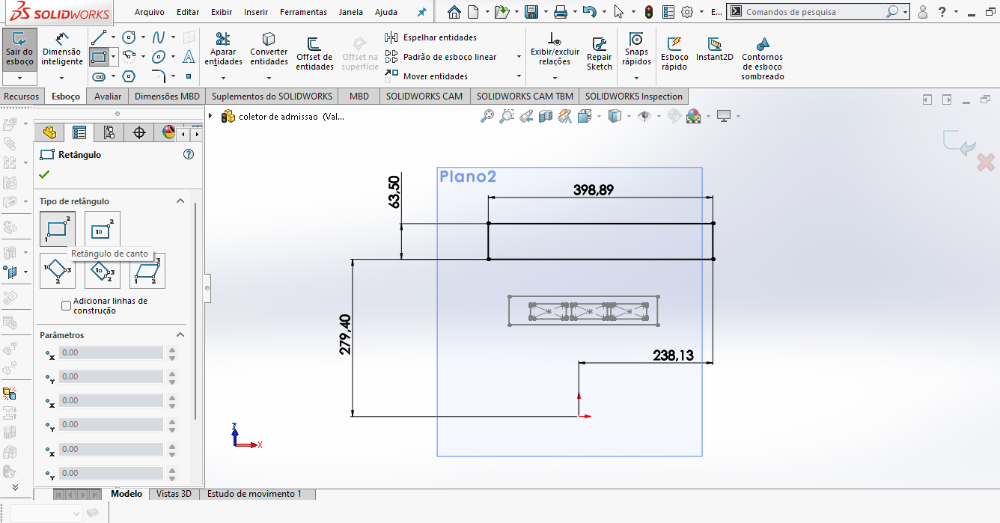 SOLIDWORKS
Arquivo Editar Exibir Inserir Ferramentas Janela Ajuda
E...
Comandos de pesquisa
?
Sair do
esboço
Dimensão
inteligente
Aparar
entidades
Converter
entidades
Offset de
entidades
Offset na
superfície
Espelhar entidades
Padrão de esboço linear
Mover entidades
Exibir/excluir
relações
Repair
Sketch
Snaps
rápidos
Esboço
rápido
Instant2D
Contornos
de esboço
sombreado
Recursos Esboço Avaliar Dimensões MBD Suplementos do SOLIDWORKS MBD SOLIDWORKS CAM SOLIDWORKS CAM TBM SOLIDWORKS Inspection
coletor de admissao (Val...
Retângulo
?
Tipo de retângulo
Retângulo de canto
Adicionar linhas de
construção
Parâmetros
x 0.00
Y 0.00
x 0.00
Y 0.00
x 0.00
Y 0.00
Plano2
398,89
63,50
279,40
238,13
Z
X
Modelo Vistas 3D Estudo de movimento 1